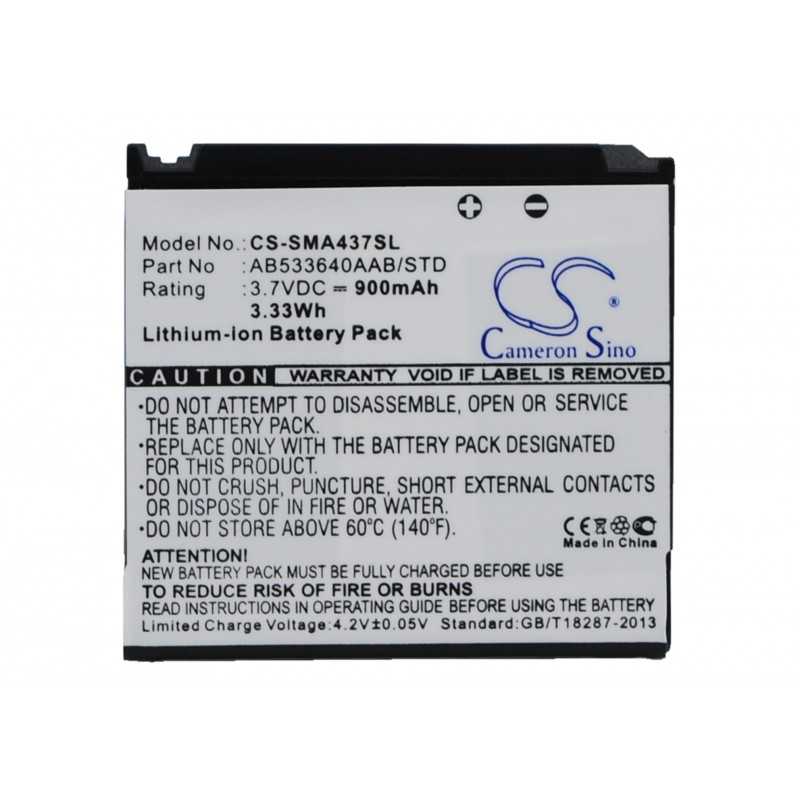 Model No.: CS-SMA437SL
Part No : AB533640AAB/STD
Rating : 3.7VDC ⎓ 900mAh
3.33Wh
Lithium-ion Battery Pack
CS ®
Cameron Sino
CAUTION WARRANTY VOID IF LABEL IS REMOVED
•DO NOT ATTEMPT TO DISASSEMBLE, OPEN OR SERVICE
THE BATTERY PACK.
•REPLACE ONLY WITH THE BATTERY PACK DESIGNATED
FOR THIS PRODUCT.
•DO NOT CRUSH, PUNCTURE, SHORT EXTERNAL CONTACTS
OR DISPOSE OF IN FIRE OR WATER.
•DO NOT STORE ABOVE 60°C (140°F)
CE
Made in China
ATTENTION!
NEW BATTERY PACK MUST BE FULLY CHARGED BEFORE USE
TO REDUCE RISK OF FIRE OR BURNS
READ INSTRUCTIONS IN OPERATING GUIDE BEFORE USING THE BATTERY
Limited Charge Voltage:4.2V±0.05V Standard:GB/T18287-2013